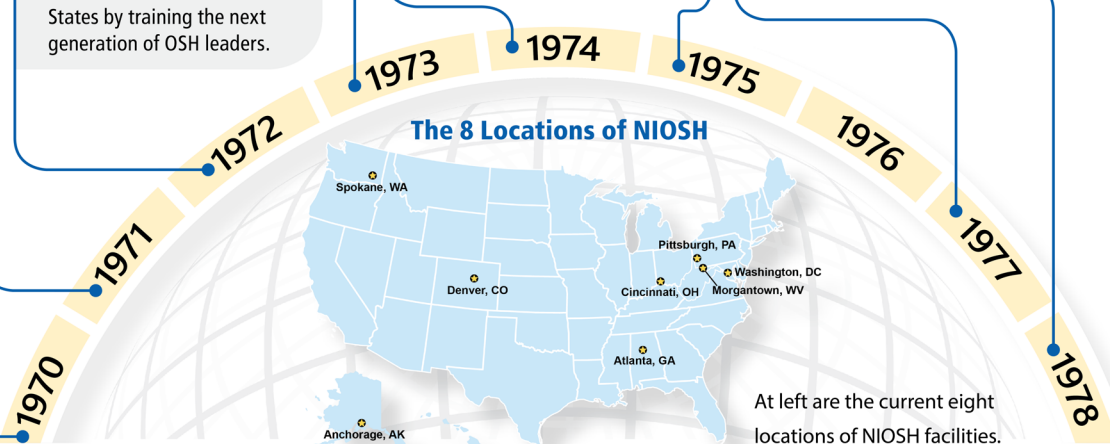 States by training the next
generation of OSH leaders.
1970
1971
1972
1973
1974
1975
1976
1977
1978
The 8 Locations of NIOSH
Spokane, WA
Pittsburgh, PA
Washington, DC
Denver, CO
Cincinnati, OH
Morgantown, WV
Atlanta, GA
Anchorage, AK
At left are the current eight
locations of NIOSH facilities.